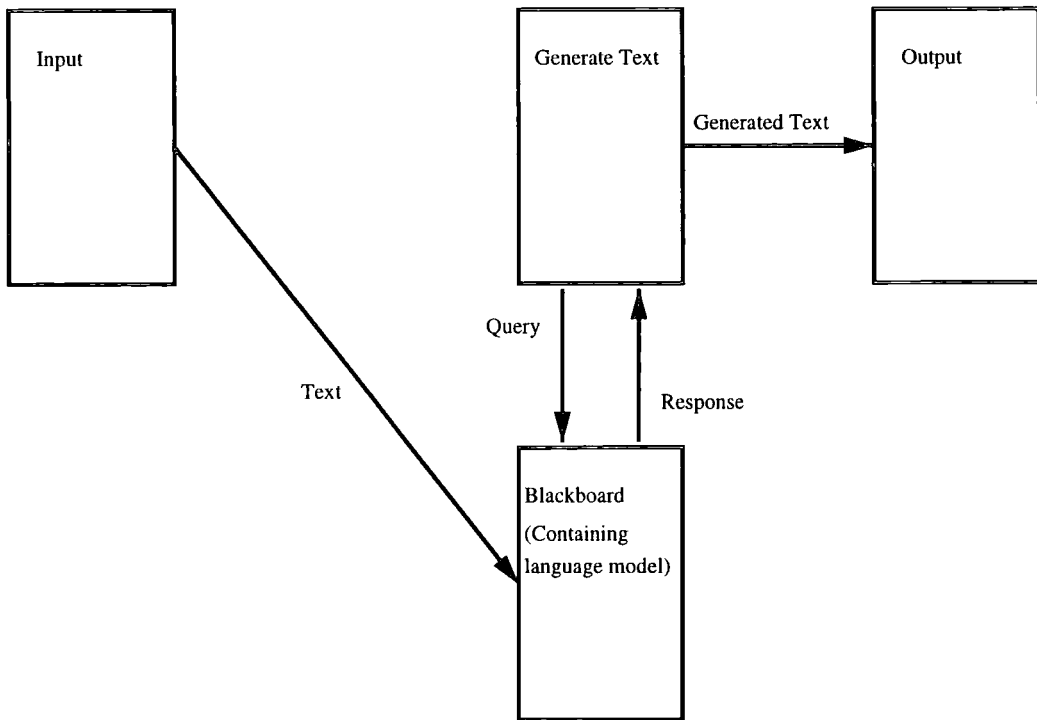 Input
Generate Text
Output
Generated Text
Query
Text
Response
Blackboard
(Containing
language model)